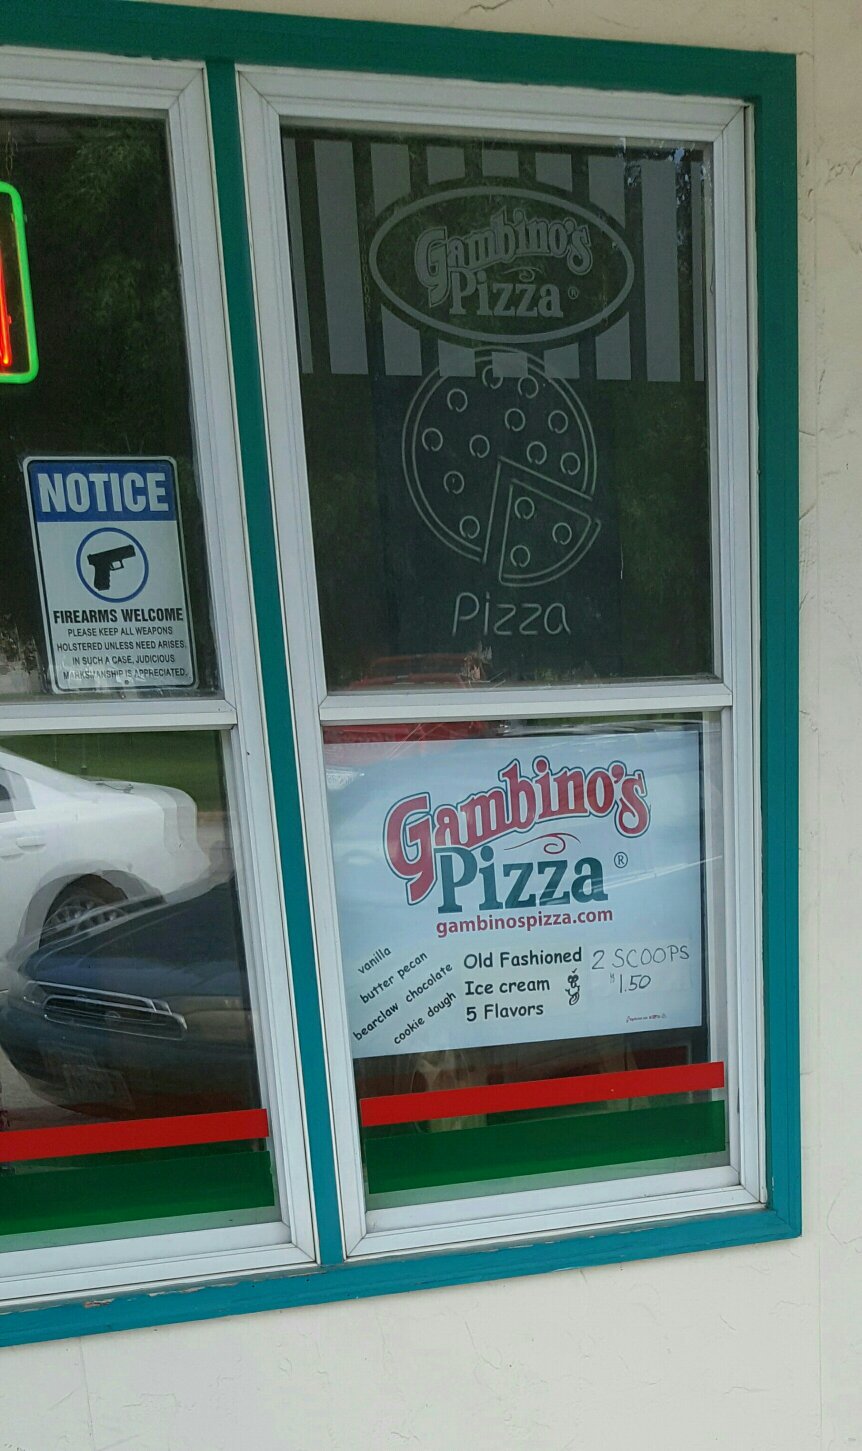 NOTICE
FIREARMS WELCOME
PLEASE KEEP ALL WEAPONS
HOLSTERED UNLESS NEED ARISES.
IN SUCH A CASE, JUDICIOUS
MARKSMANSHIP IS APPRECIATED.
Gambino's
Pizza®
Pizza
Gambino's
Pizza®
gambinospizza.com
vanilla
butter pecan
bearclaw chocolate
cookie dough
Old Fashioned
Ice cream
5 Flavors
2 SCOOPS
$1.50